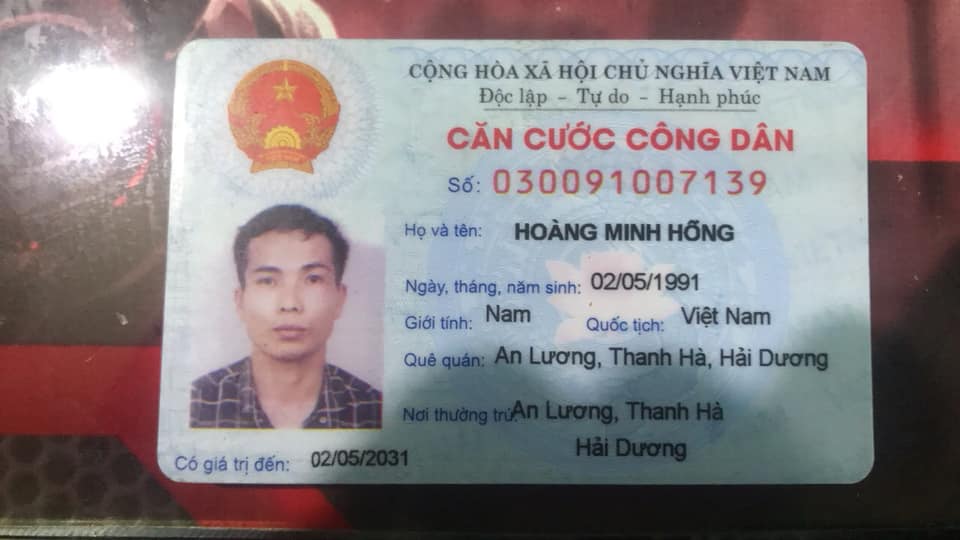 CỘNG HÒA XÃ HỘI CHỦ NGHĨA VIỆT NAM
Độc lập - Tự do - Hạnh phúc
CĂN CƯỚC CÔNG DÂN
Số: 030091007139
Họ và tên: HOÀNG MINH HỒNG
Ngày, tháng, năm sinh: 02/05/1991
Giới tính: Nam Quốc tịch: Việt Nam
Quê quán: An Lương, Thanh Hà, Hải Dương
Nơi thường trú: An Lương, Thanh Hà
Hải Dương
Có giá trị đến: 02/05/2031